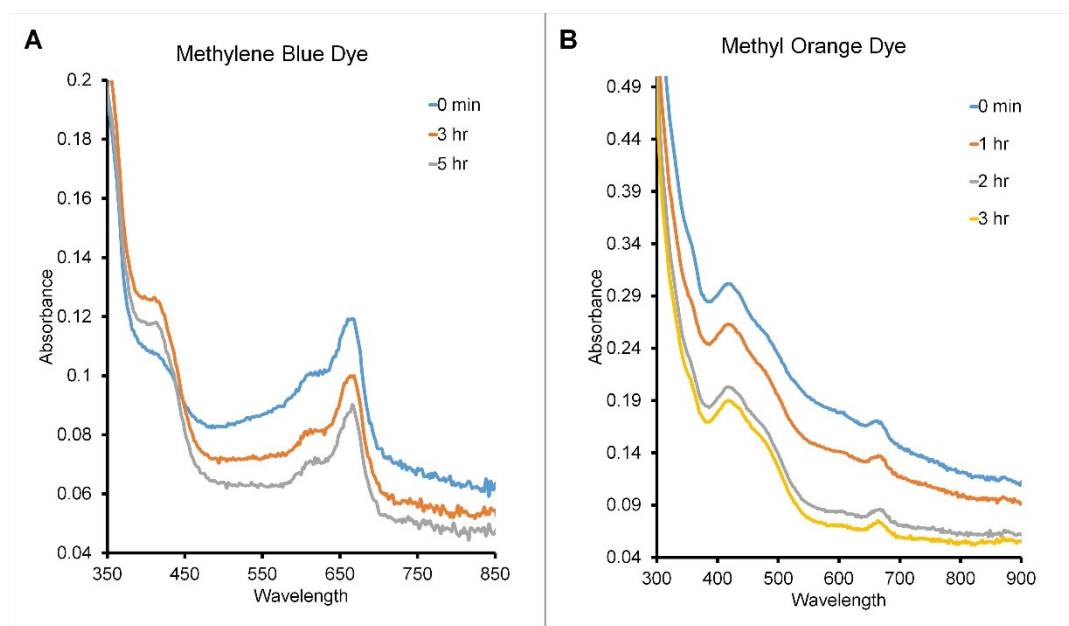 A
Methylene Blue Dye
0.2
0.18
0.16
0.14
0.12
0.1
0.08
0.06
0.04
Absorbance
350
450
550
650
750
850
Wavelength
0 min
3 hr
5 hr
B
Methyl Orange Dye
0.49
0.44
0.39
0.34
0.29
0.24
0.19
0.14
0.09
0.04
Absorbance
300
400
500
600
700
800
900
Wavelength
0 min
1 hr
2 hr
3 hr